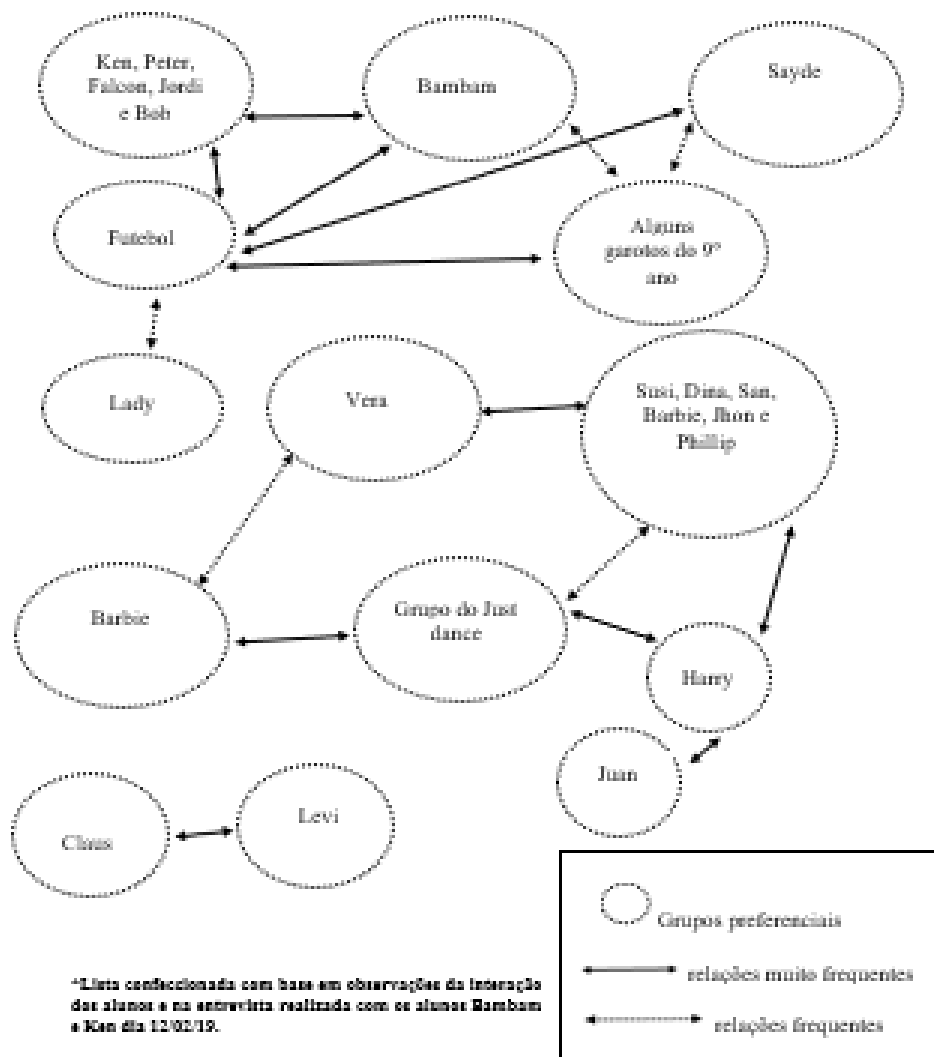 Ken, Peter,
Falcon, Jordi
e Bob
Bambam
Sayde
Futebol
Alguns
garotos do 9º
ano
Lady
Vera
Susi, Dina, San,
Barbie, Jhon e
Phillip
Barbie
Grupo do Just
dance
Harry
Juan
Claus
Levi
Grupos preferenciais
relações muito frequentes
relações frequentes
*Lista confeccionada com base em observações da interação
dos alunos e na entrevista realizada com os alunos Bambam
e Ken dia 12/02/19.